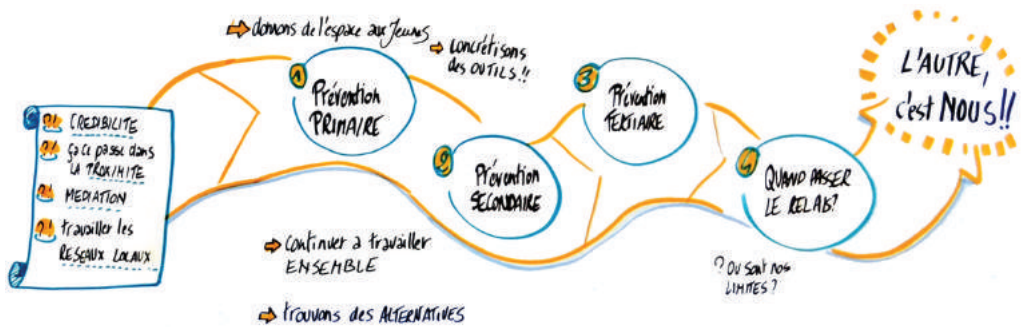 ?! CREDIBILITE
?! ça ce passe dans
LA PROXIMITE
?! MEDIATION
?! travailler les
RESEAUX LOCAUX
⇒ donnons de l'espace aux Jeunes
⇒ concrétisons
des OUTILS!!
1
Prévention
PRIMAIRE
2
Prévention
SECONDAIRE
3
Prévention
TERTIAIRE
4
QUAND PASSER
LE RELAIS?
? OU SONT NOS
LIMITES?
⇒ continuer a travailler
ENSEMBLE
⇒ trouvons des ALTERNATIVES
L'AUTRE,
c'est NOUS!!